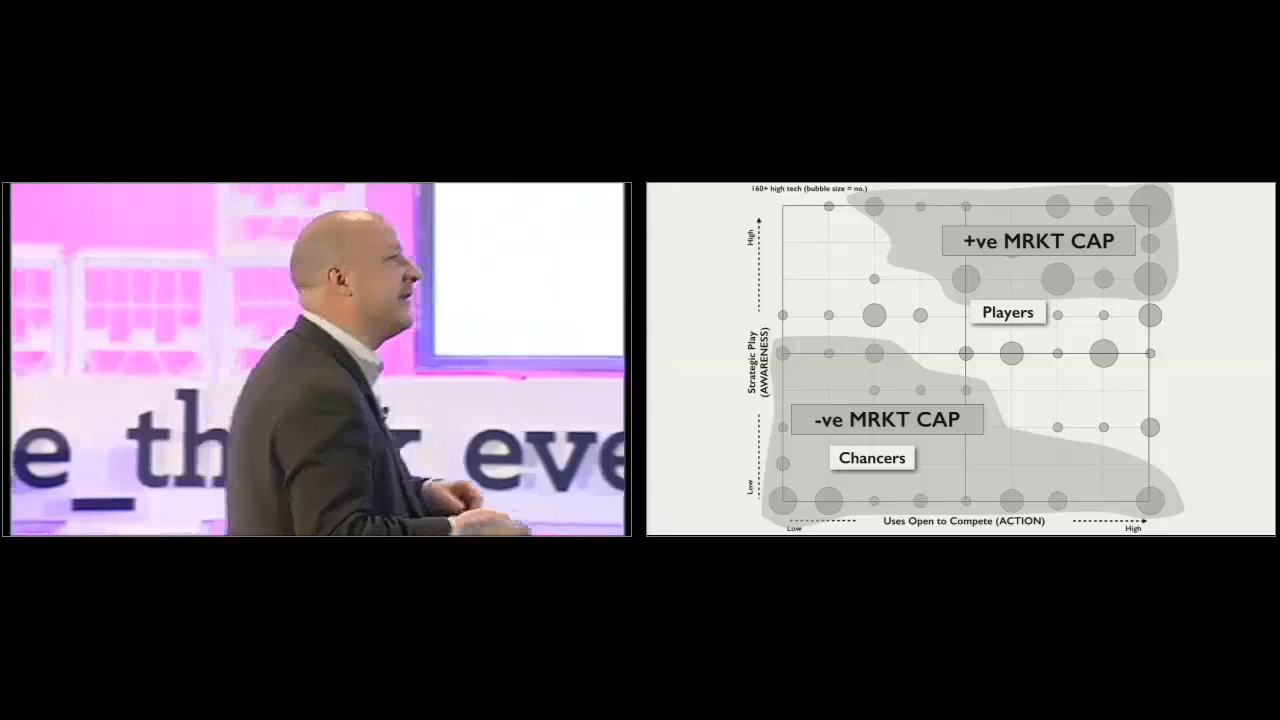 e_th k eve
160+ high tech (bubble size = no.)
High
+ve MRKT CAP
Players
Strategic Play
(AWARENESS)
-ve MRKT CAP
Chancers
Low
Uses Open to Compete (ACTION)
Low
High